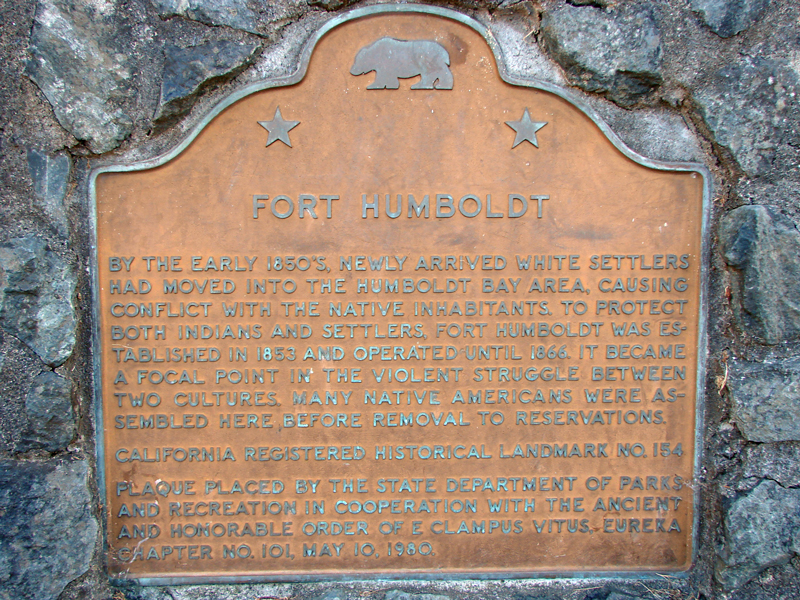 FORT HUMBOLDT
BY THE EARLY 1850'S, NEWLY ARRIVED WHITE SETTLERS
HAD MOVED INTO THE HUMBOLDT BAY AREA, CAUSING
CONFLICT WITH THE NATIVE INHABITANTS. TO PROTECT
BOTH INDIANS AND SETTLERS, FORT HUMBOLDT WAS ES-
TABLISHED IN 1853 AND OPERATED UNTIL 1866. IT BECAME
A FOCAL POINT IN THE VIOLENT STRUGGLE BETWEEN
TWO CULTURES. MANY NATIVE AMERICANS WERE AS-
SEMBLED HERE, BEFORE REMOVAL TO RESERVATIONS.
CALIFORNIA REGISTERED HISTORICAL LANDMARK NO. 154
PLAQUE PLACED BY THE STATE DEPARTMENT OF PARKS
AND RECREATION IN COOPERATION WITH THE ANCIENT
AND HONORABLE ORDER OF E CLAMPUS VITUS. EUREKA
CHAPTER NO. 101, MAY 10, 1980.